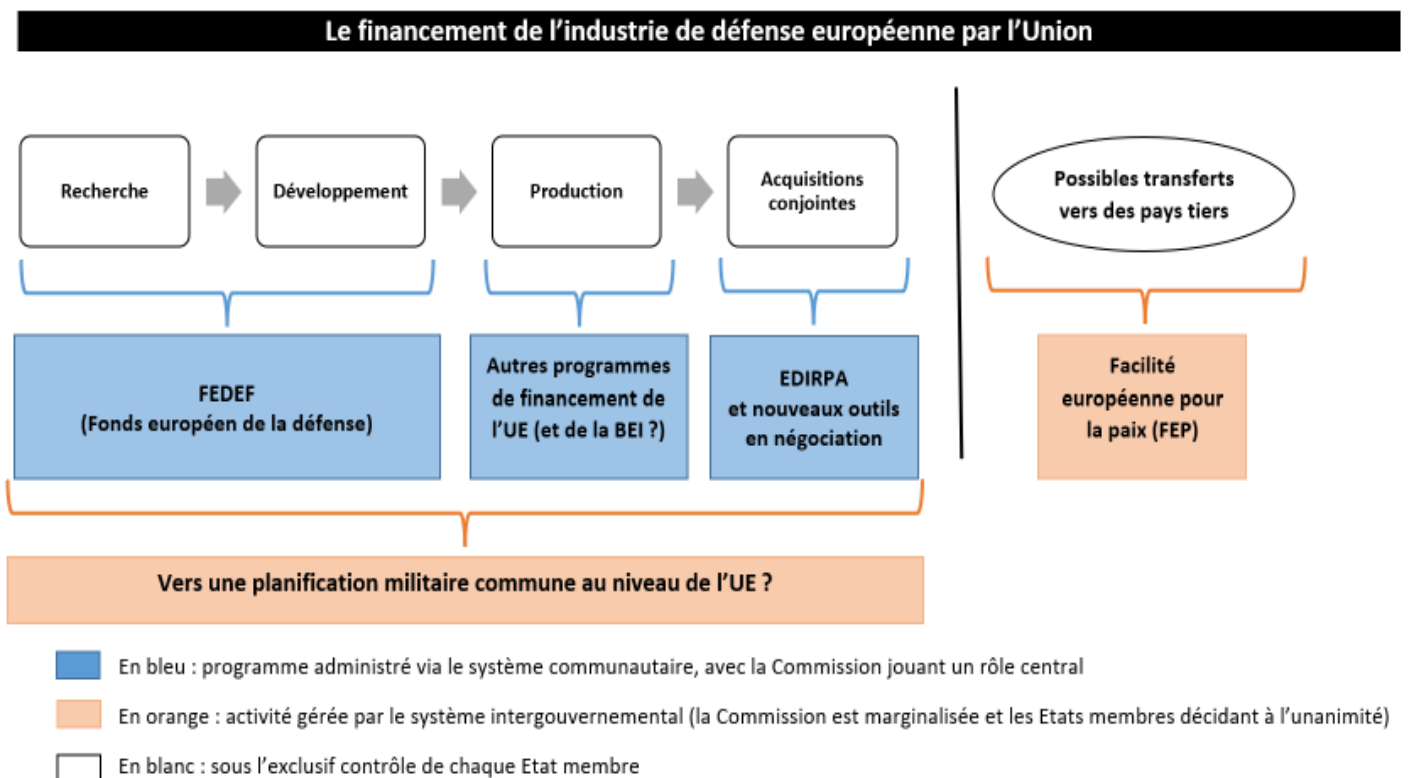 Le financement de l’industrie de défense européenne par l’Union
Recherche
Développement
Production
Acquisitions
conjointes
Possibles transferts
vers des pays tiers
FEDEF
(Fonds européen de la défense)
Autres programmes
de financement de
l’UE (et de la BEI ?)
EDIRPA
et nouveaux outils
en négociation
Facilité
européenne pour
la paix (FEP)
Vers une planification militaire commune au niveau de l’UE ?
En bleu : programme administré via le système communautaire, avec la Commission jouant un rôle central
En orange : activité gérée par le système intergouvernemental (la Commission est marginalisée et les Etats membres décidant à l’unanimité)
En blanc : sous l’exclusif contrôle de chaque Etat membre